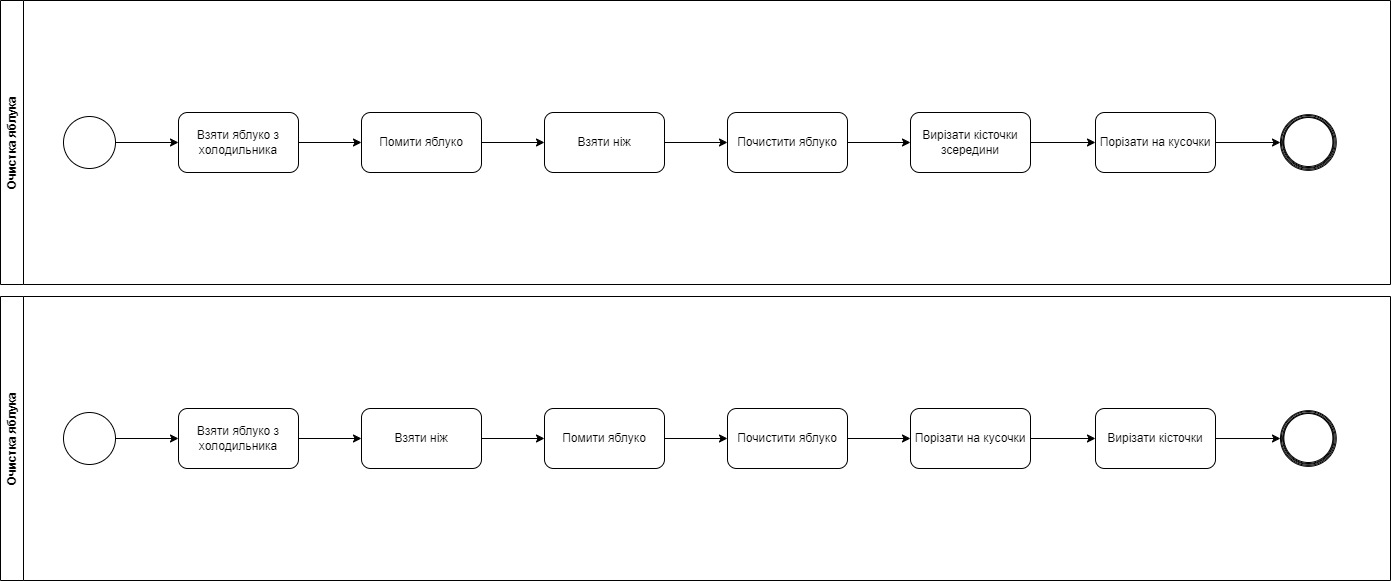 Очистка яблука
Взяти яблуко з
холодильника
Помити яблуко
Взяти ніж
Почистити яблуко
Вирізати кісточки
зсередини
Порізати на кусочки
Очистка яблука
Взяти яблуко з
холодильника
Взяти ніж
Помити яблуко
Почистити яблуко
Порізати на кусочки
Вирізати кісточки